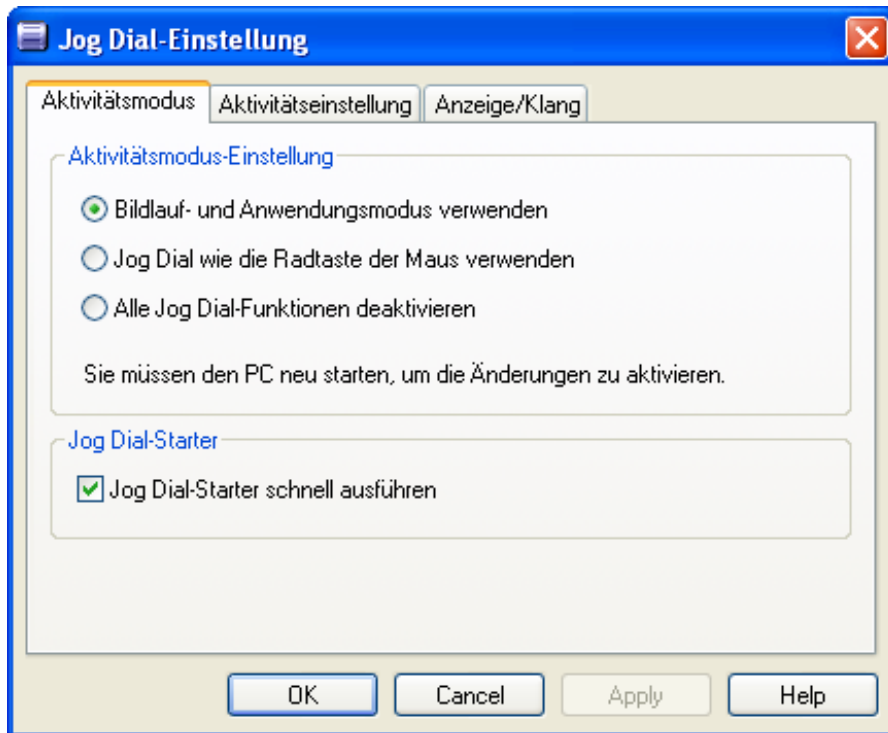 Jog Dial-Einstellung
Aktivitätsmodus Aktivitätseinstellung Anzeige/Klang
Aktivitätsmodus-Einstellung
Bildlauf- und Anwendungsmodus verwenden
Jog Dial wie die Radtaste der Maus verwenden
Alle Jog Dial-Funktionen deaktivieren
Sie müssen den PC neu starten, um die Änderungen zu aktivieren.
Jog Dial-Starter
Jog Dial-Starter schnell ausführen
OK Cancel Apply Help